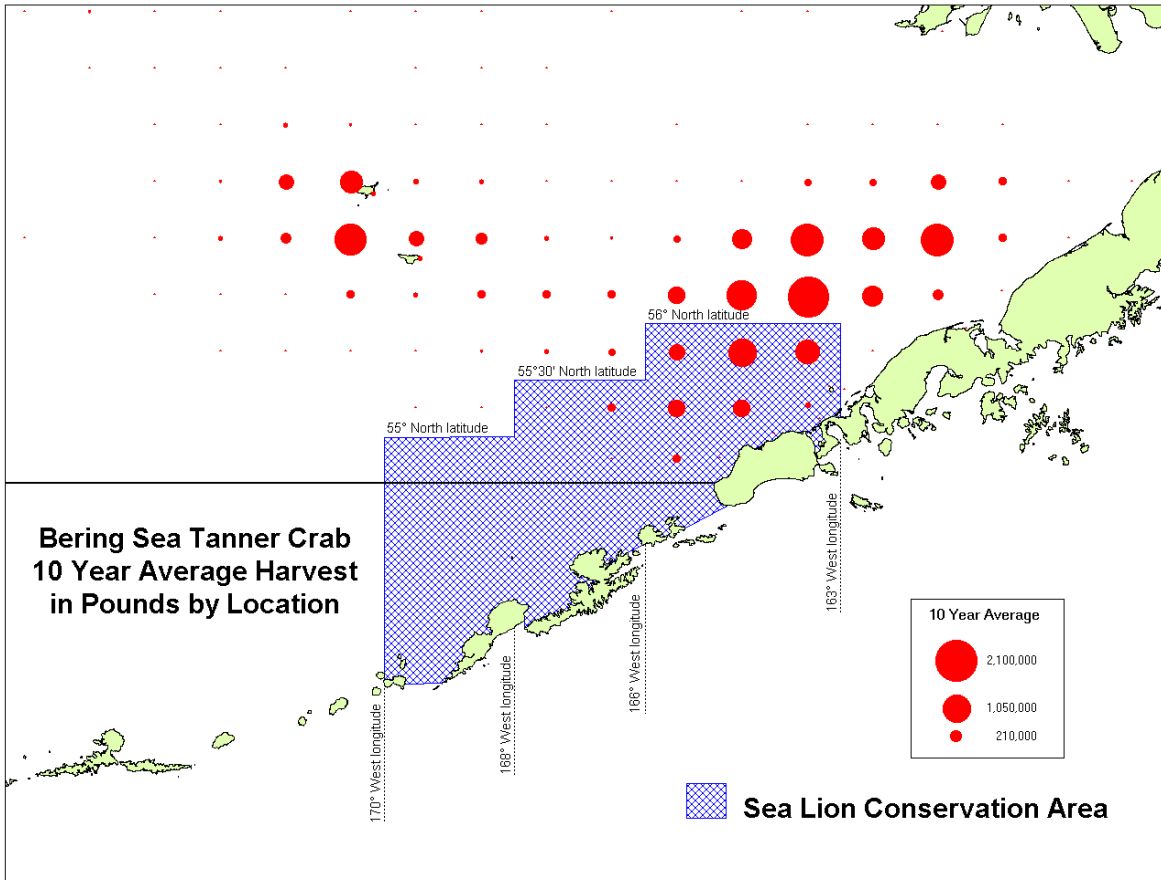 56° North latitude
55°30' North latitude
55° North latitude
Bering Sea Tanner Crab
10 Year Average Harvest
in Pounds by Location
163° West longitude
166° West longitude
168° West longitude
170° West longitude
10 Year Average
2,100,000
1,050,000
210,000
Sea Lion Conservation Area